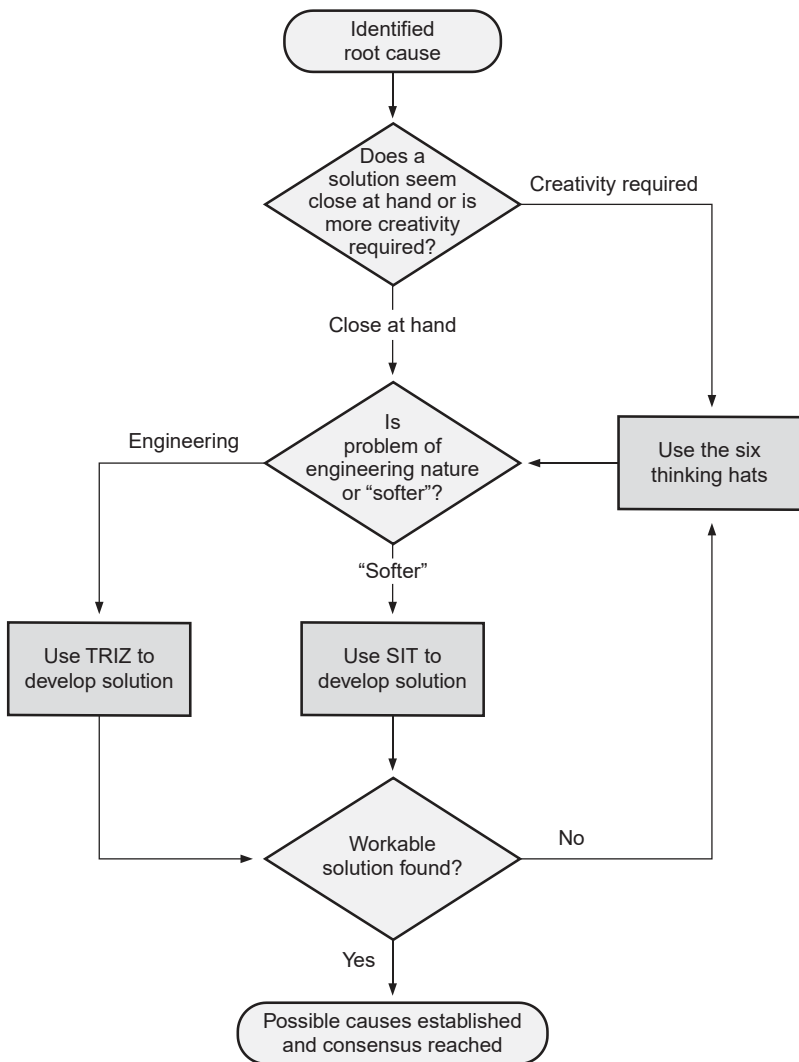 Identified
root cause
Does a
solution seem
close at hand or is
more creativity
required?
Creativity required
Close at hand
Is
problem of
engineering nature
or “softer”?
Engineering
Use the six
thinking hats
“Softer”
Use TRIZ to
develop solution
Use SIT to
develop solution
Workable
solution found?
No
Yes
Possible causes established
and consensus reached